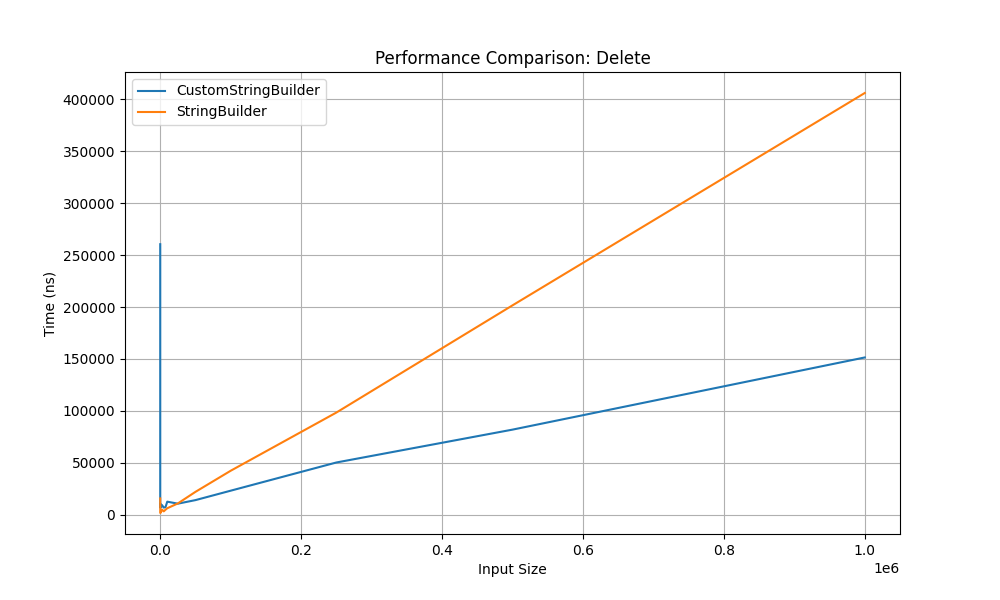 Performance Comparison: Delete
CustomStringBuilder
StringBuilder
400000
350000
300000
250000
200000
150000
100000
50000
0
Time (ns)
0.0 0.2 0.4 0.6 0.8 1.0
Input Size
1e6